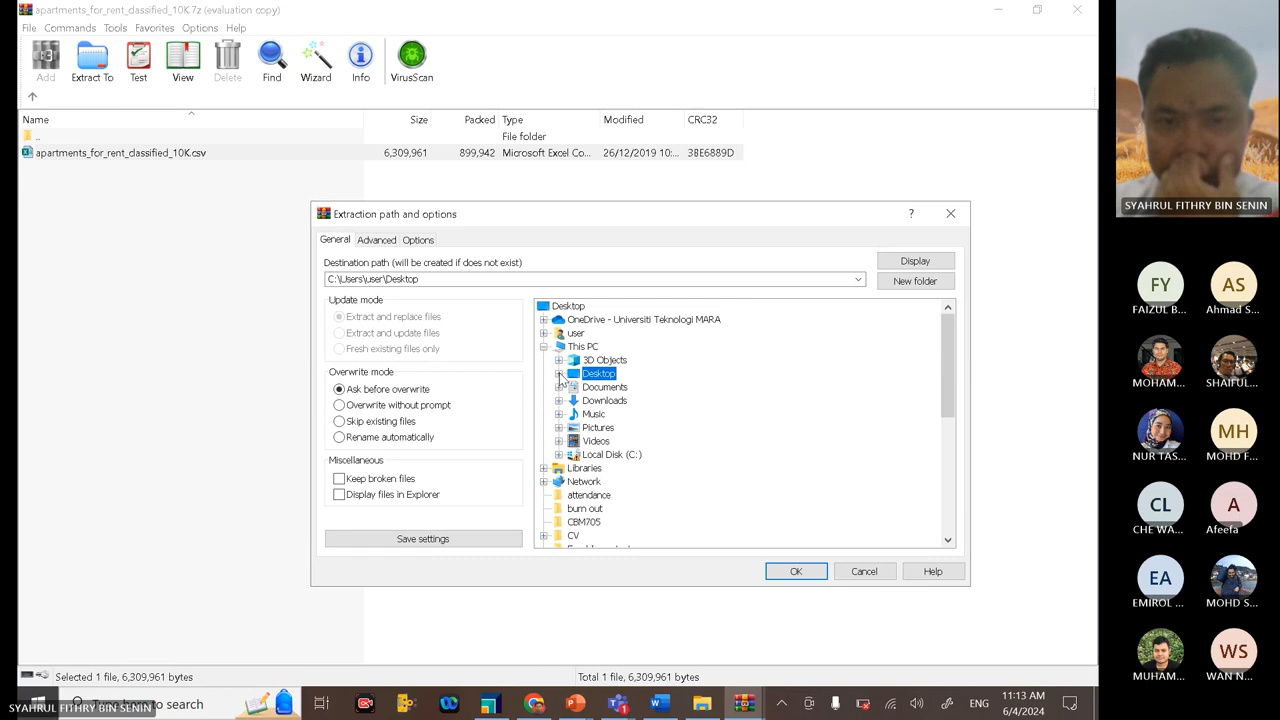 apartments_for_rent_classified_10K.7z (evaluation copy)
File Commands Tools Favorites Options Help
Add Extract To Test View Delete Find Wizard Info VirusScan
Name Size Packed Type Modified CRC32
.. File folder
apartments_for_rent_classified_10K.csv 6,309,961 899,942 Microsoft Excel Co... 26/12/2019 10:... 3BE6889D
Extraction path and options
General Advanced Options
Destination path (will be created if does not exist)
C:\Users\user\Desktop
Display
New folder
Update mode
Extract and replace files
Extract and update files
Fresh existing files only
Overwrite mode
Ask before overwrite
Overwrite without prompt
Skip existing files
Rename automatically
Miscellaneous
Keep broken files
Display files in Explorer
Save settings
Desktop
OneDrive - Universiti Teknologi MARA
user
This PC
3D Objects
Desktop
Documents
Downloads
Music
Pictures
Videos
Local Disk (C:)
Libraries
Network
attendance
burn out
CBM705
CV
OK Cancel Help
Selected 1 file, 6,309,961 bytes
Total 1 file, 6,309,961 bytes
to search
SYAHRUL FITHRY BIN SENIN
ENG
11:13 AM
6/4/2024
SYAHRUL FITHRY BIN SENIN
FY AS
FAIZUL B... Ahmad S...
MOHAM... SHAIFUL...
MH
NUR TAS... MOHD F...
CL A
CHE WA... Afeefa
EA
EMIROL ... MOHD S...
WS
MUHAM... WAN N...